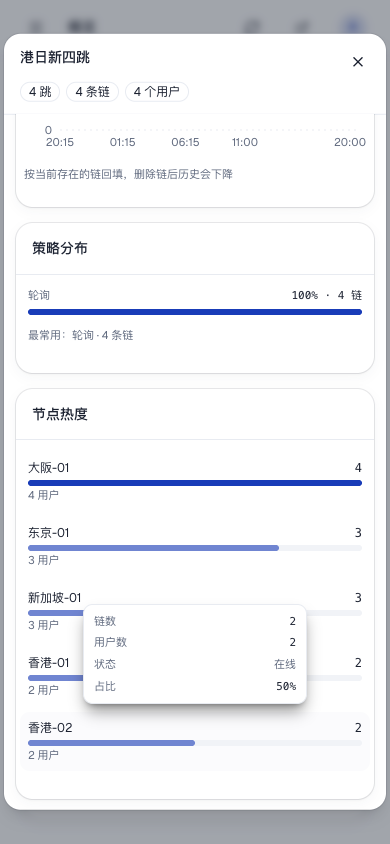 港日新四跳
4 跳 4 条链 4 个用户
0
20:15 01:15 06:15 11:00 20:00
按当前存在的链回填，删除链后历史会下降
策略分布
轮询 100% · 4 链
最常用：轮询 · 4 条链
节点热度
大阪-01 4
4 用户
东京-01 3
3 用户
新加坡-01 3
3 用户
链数 2
用户数 2
状态 在线
占比 50%
香港-01 2
2 用户
香港-02 2
2 用户